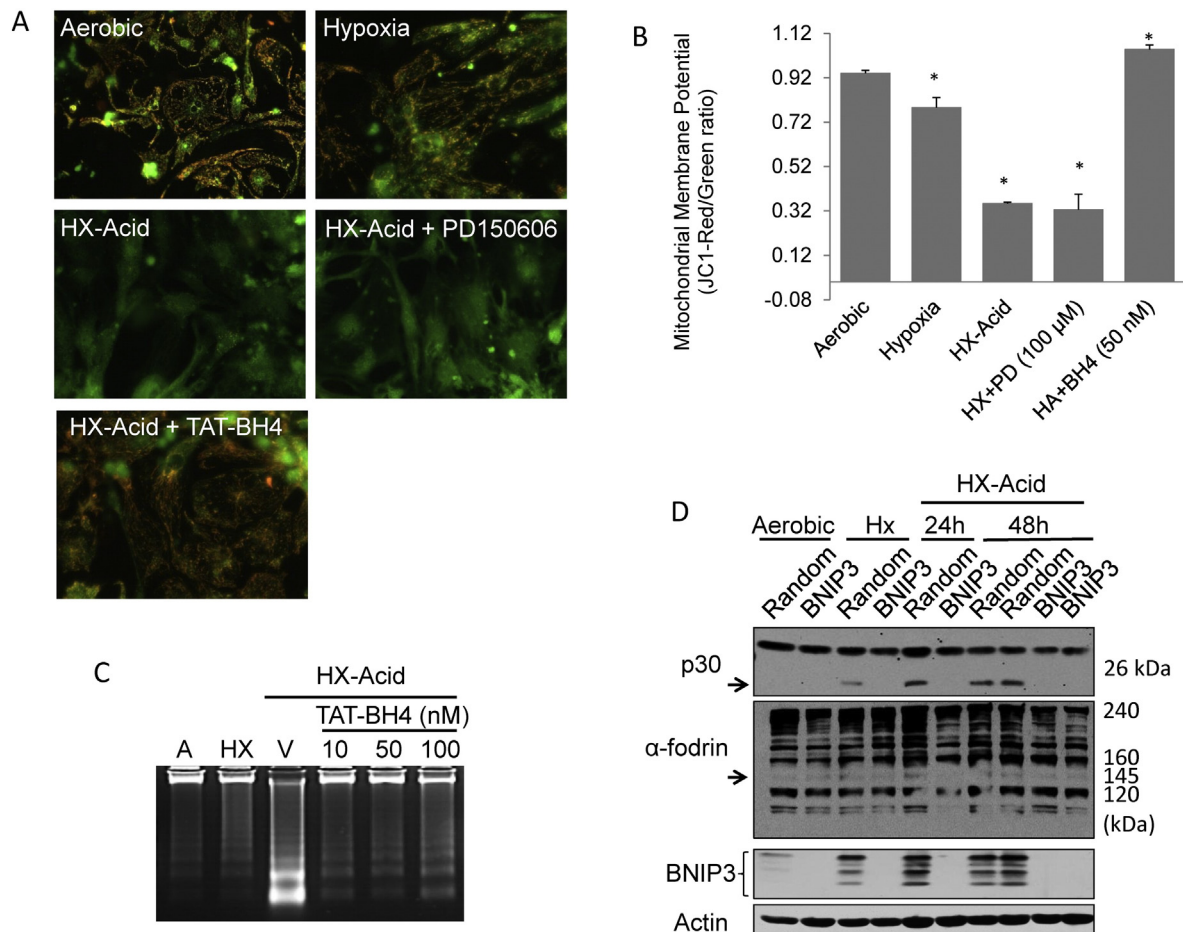 A
Aerobic
Hypoxia
HX-Acid
HX-Acid + PD150606
HX-Acid + TAT-BH4
B
Mitochondrial Membrane Potential
(JC1-Red/Green ratio)
1.12
0.92
0.72
0.52
0.32
0.12
-0.08
*
*
*
*
Aerobic
Hypoxia
HX-Acid
HX+PD (100 µM)
HA+BH4 (50 nM)
C
HX-Acid
TAT-BH4 (nM)
A HX V 10 50 100
D
HX-Acid
Aerobic Hx 24h 48h
Random BNIP3 Random BNIP3 Random BNIP3 Random Random BNIP3 BNIP3
p30
26 kDa
α-fodrin
240
160
145
120
(kDa)
BNIP3
Actin